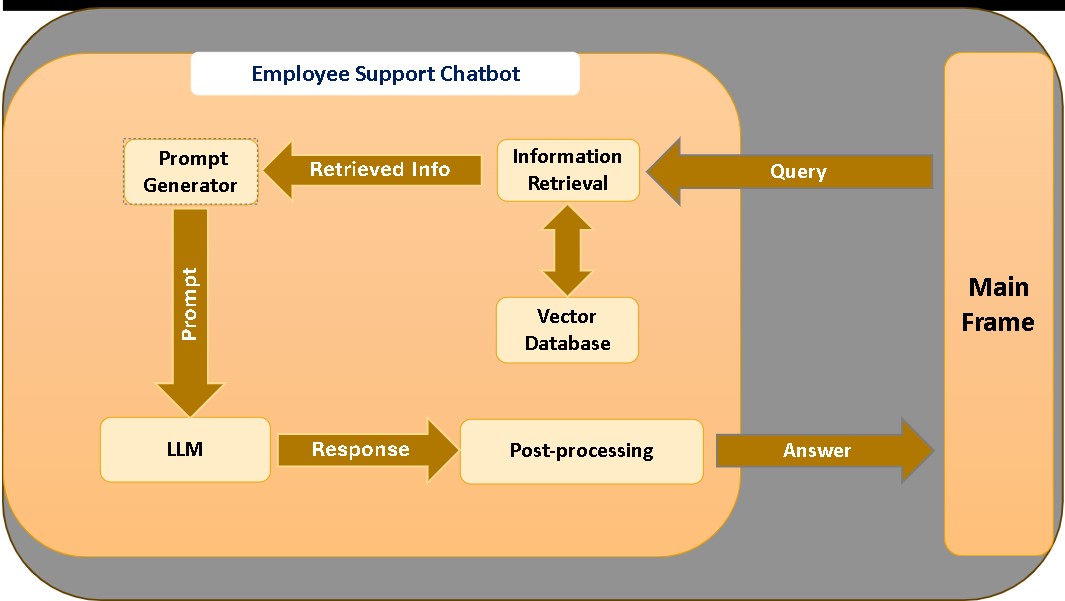 Employee Support Chatbot
Prompt
Generator
Retrieved Info
Information
Retrieval
Query
Prompt
Vector
Database
Main
Frame
LLM
Response
Post-processing
Answer